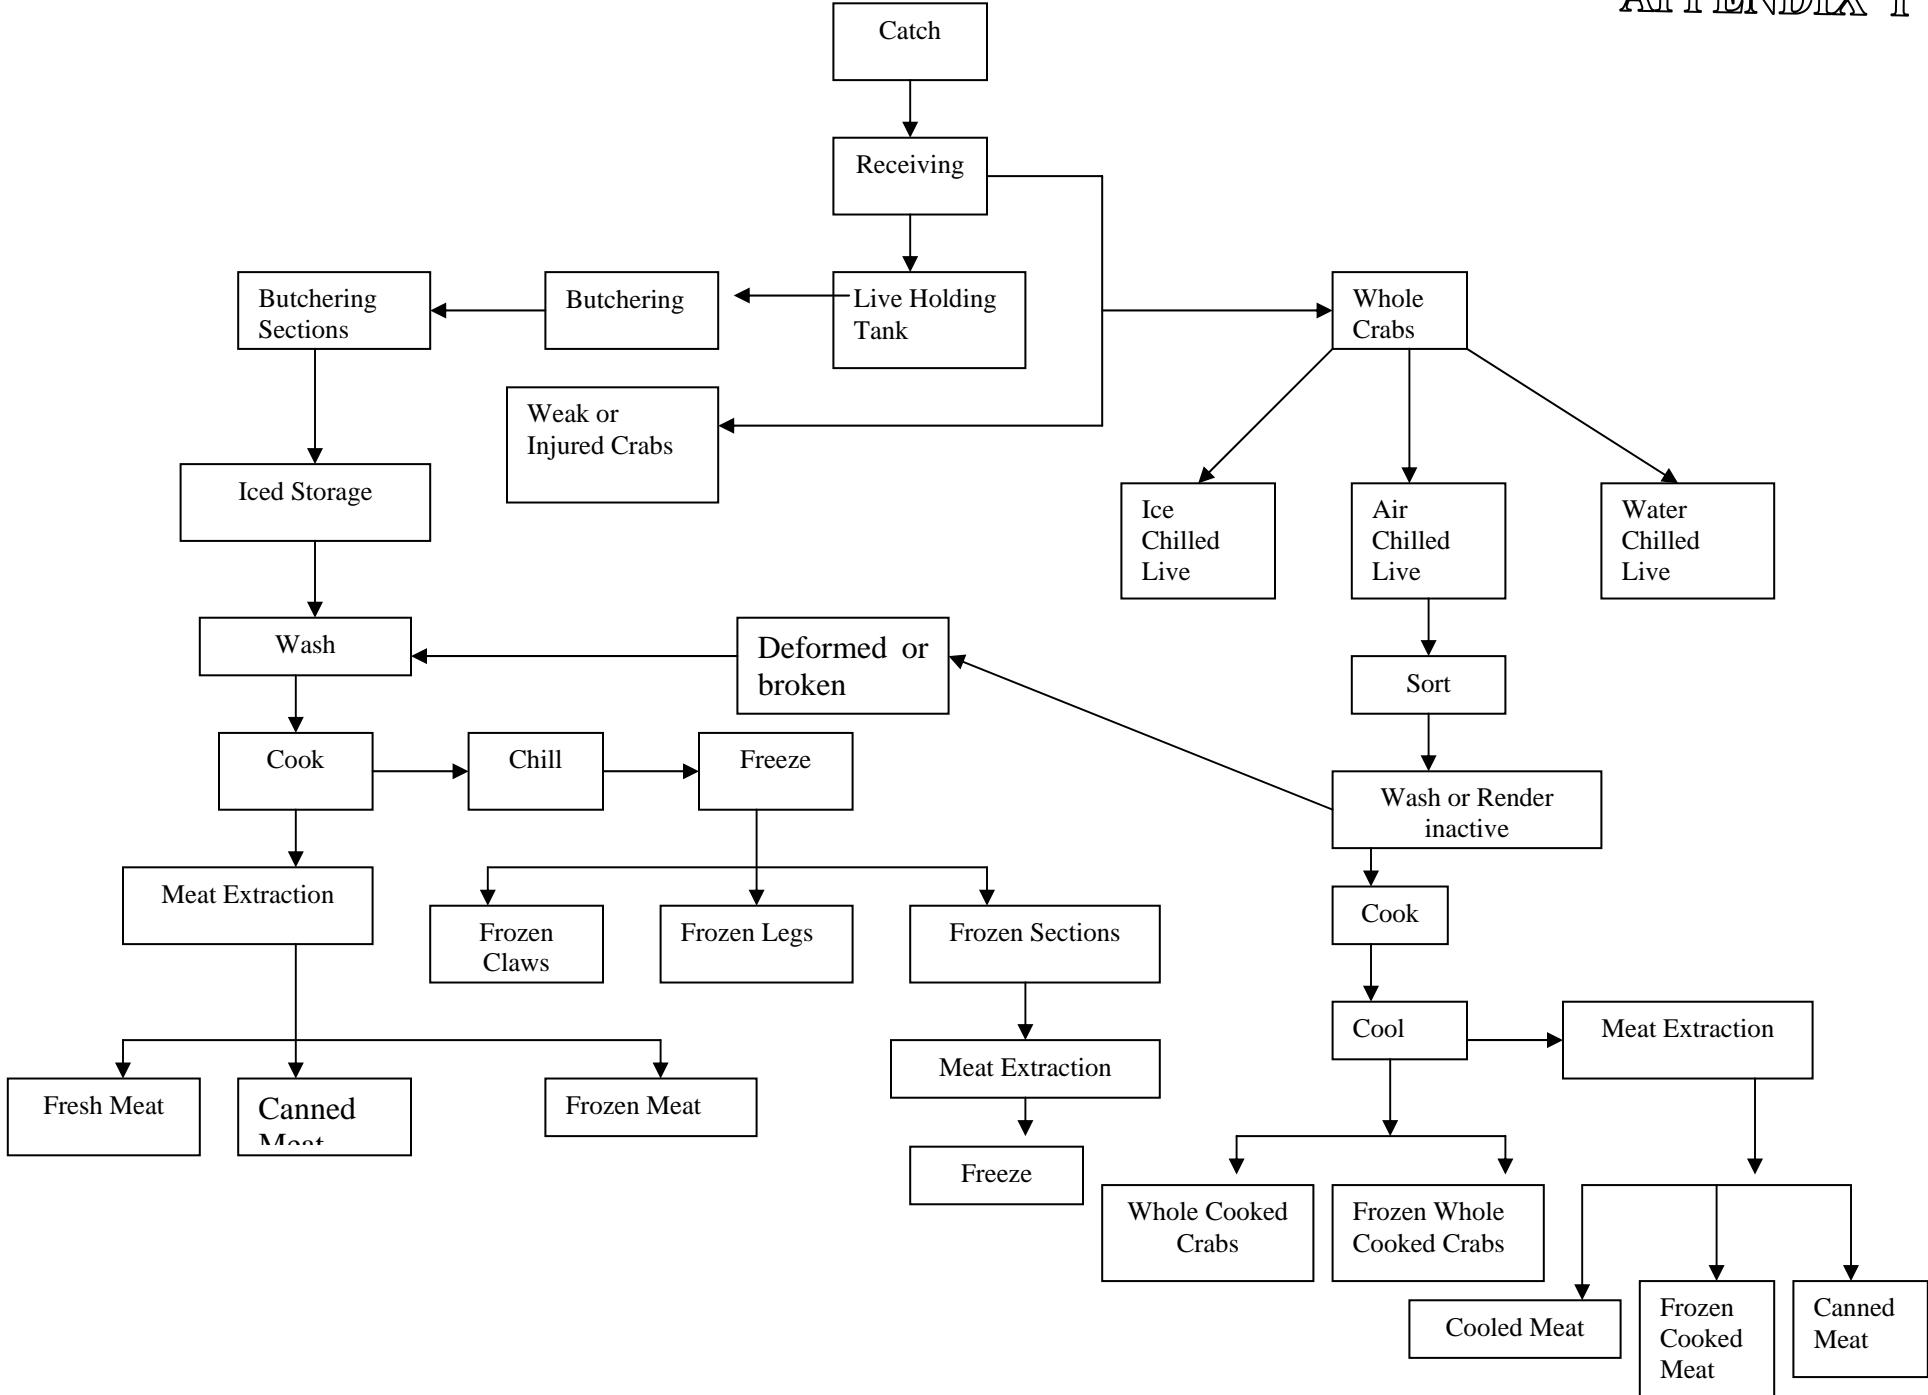 APPENDIX 1
Catch
Receiving
Butchering
Sections
Butchering
Live Holding
Tank
Whole
Crabs
Weak or
Injured Crabs
Iced Storage
Ice
Chilled
Live
Air
Chilled
Live
Water
Chilled
Live
Wash
Deformed or
broken
Sort
Cook
Chill
Freeze
Wash or Render
inactive
Meat Extraction
Frozen
Claws
Frozen Legs
Frozen Sections
Cook
Cool
Meat Extraction
Meat Extraction
Fresh Meat
Canned
Meat
Frozen Meat
Freeze
Whole Cooked
Crabs
Frozen Whole
Cooked Crabs
Cooled Meat
Frozen
Cooked
Meat
Canned
Meat